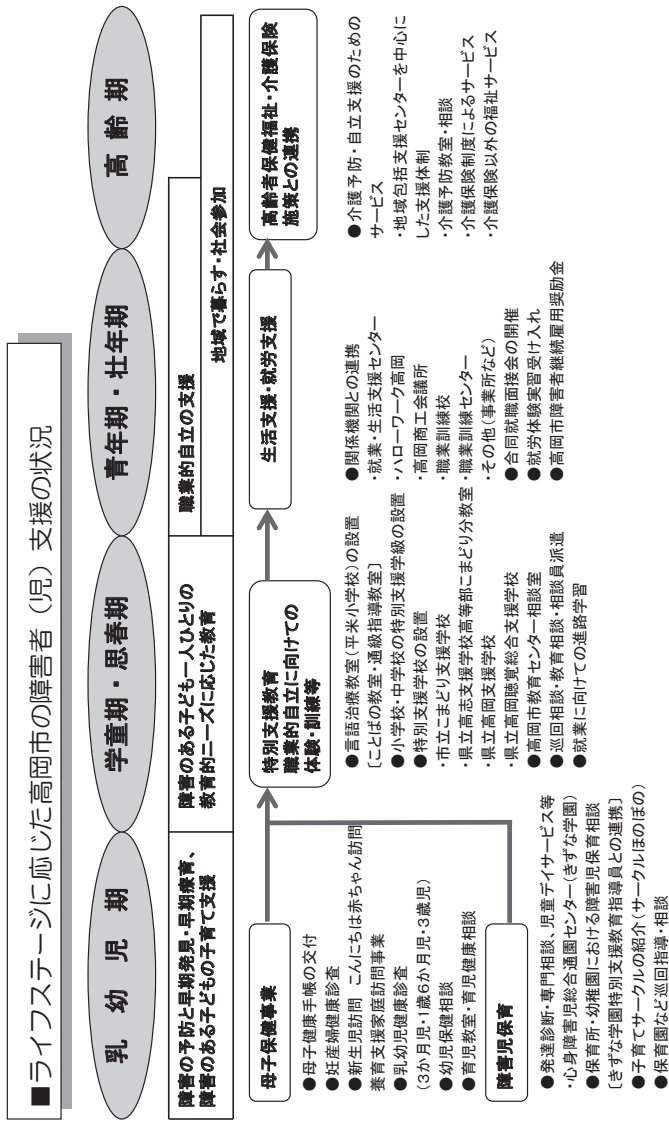 ■ライフステージに応じた高岡市の障害者（児）支援の状況
乳幼児期
学童期・思春期
青年期・壮年期
高齢期
障害の予防と早期発見・早期療育、
障害のある子どもの子育て支援
障害のある子ども一人ひとりの
教育的ニーズに応じた教育
職業的自立の支援
地域で暮らす・社会参加
母子保健事業
●母子健康手帳の交付
●妊産婦健康診査
●新生児訪問　こんにちは赤ちゃん訪問
養育支援家庭訪問事業
●乳幼児健康診査
（3か月児・1歳6か月児・3歳児）
●幼児保健相談
●育児教室・育児健康相談
障害児保育
●発達診断・専門相談、児童デイサービス等
・心身障害児総合通園センター（きずな学園）
●保育所・幼稚園における障害児保育相談
［きずな学園特別支援教育指導員との連携］
●子育てサークルの紹介（サークルほのぼの）
●保育園など巡回指導・相談
特別支援教育
職業的自立に向けての
体験・訓練等
●言語治療教室（平米小学校）の設置
［ことばの教室・通級指導教室］
●小学校・中学校の特別支援学級の設置
●特別支援学校の設置
・市立こまどり支援学校
・県立高志支援学校高等部こまどり分教室
・県立高岡支援学校
・県立高岡聴覚総合支援学校
●高岡市教育センター相談室
●巡回相談・教育相談・相談員派遣
●就業に向けての進路学習
生活支援・就労支援
●関係機関との連携
・就業・生活支援センター
・ハローワーク高岡
・高岡商工会議所
・職業訓練校
・職業訓練センター
・その他（事業所など）
●合同就職面接会の開催
●就労体験実習受け入れ
●高岡市障害者継続雇用奨励金
高齢者保健福祉・介護保険
施策との連携
●介護予防・自立支援のための
サービス
・地域包括支援センターを中心に
した支援体制
・介護予防教室・相談
・介護保険制度によるサービス
・介護保険以外の福祉サービス